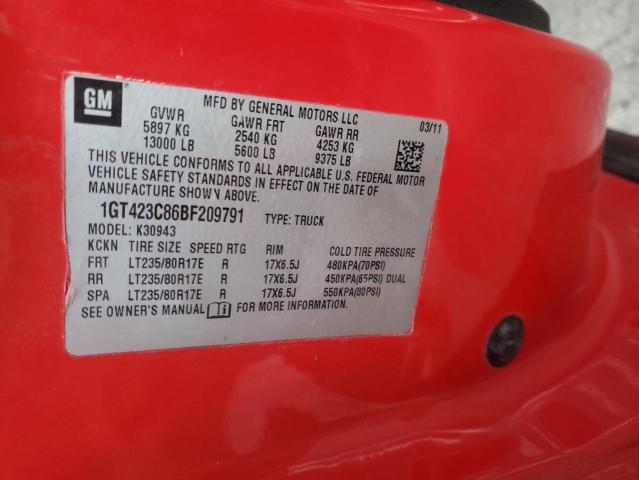 GM
MFD BY GENERAL MOTORS LLC
GVWR GAWR FRT GAWR RR 03/11
5897 KG 2540 KG 4253 KG
13000 LB 5600 LB 9375 LB
THIS VEHICLE CONFORMS TO ALL APPLICABLE U.S. FEDERAL MOTOR
VEHICLE SAFETY STANDARDS IN EFFECT ON THE DATE OF
MANUFACTURE SHOWN ABOVE.
1GT423C86BF209791 TYPE: TRUCK
MODEL: K30943
KCKN TIRE SIZE SPEED RTG RIM COLD TIRE PRESSURE
FRT LT235/80R17E R 17X6.5J 480KPA(70PSI)
RR LT235/80R17E R 17X6.5J 450KPA(65PSI) DUAL
SPA LT235/80R17E R 17X6.5J 550KPA(80PSI)
SEE OWNER'S MANUAL FOR MORE INFORMATION.